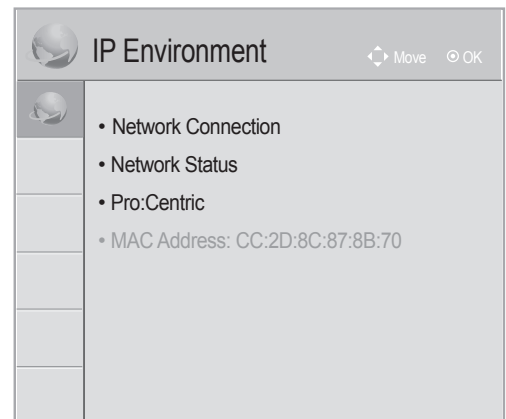 IP Environment
Move OK
• Network Connection
• Network Status
• Pro:Centric
• MAC Address: CC:2D:8C:87:8B:70